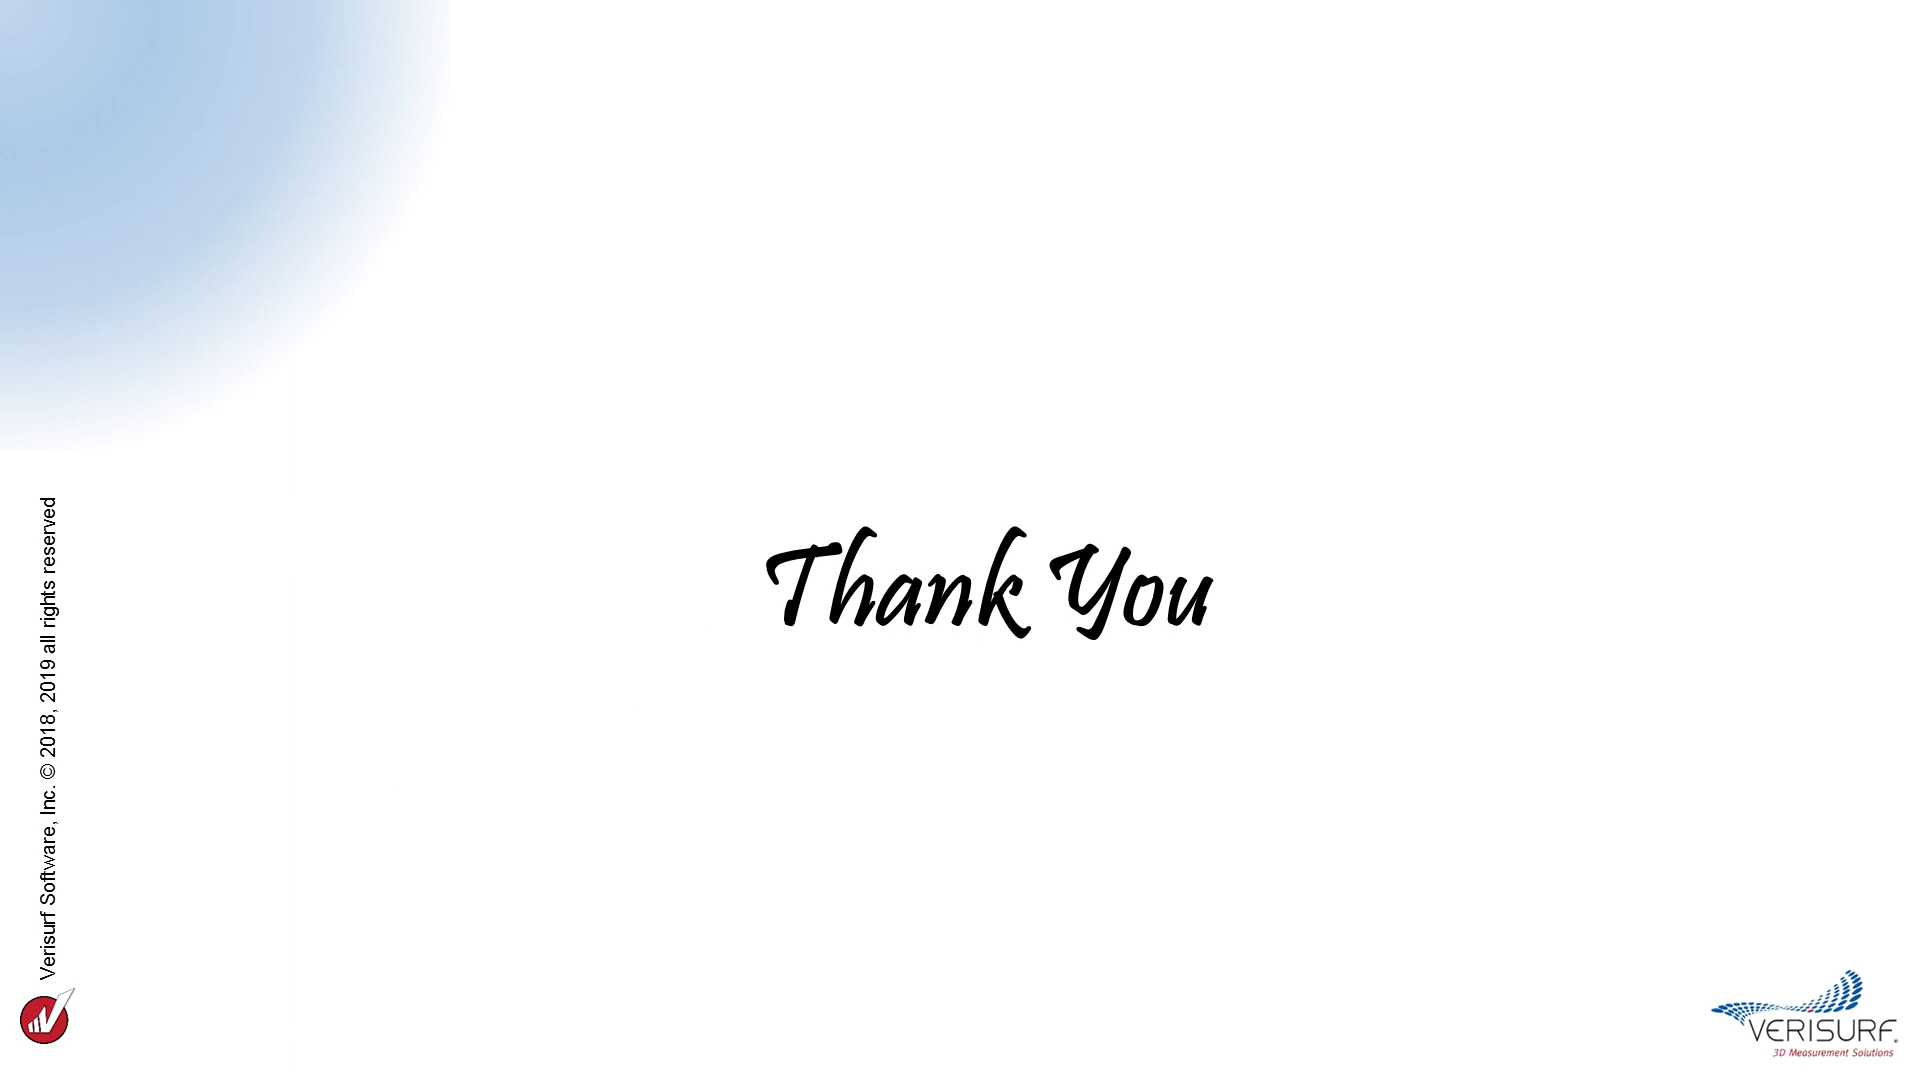 Verisurf Software, Inc. © 2018, 2019 all rights reserved
Thank You
VERISURF®
3D Measurement Solutions